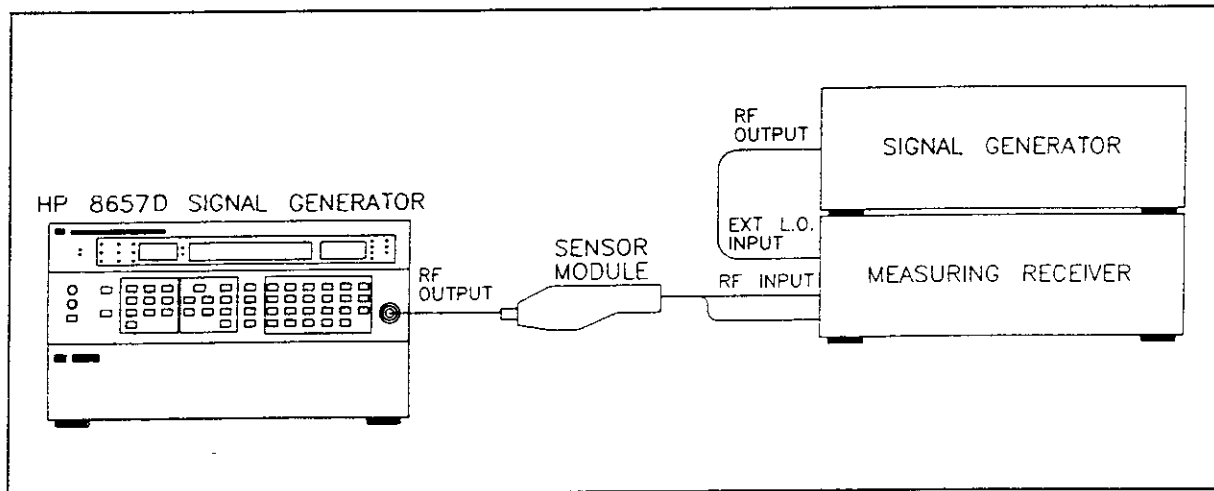 HP 8657D SIGNAL GENERATOR
RF
OUTPUT
SENSOR
MODULE
RF
OUTPUT
EXT L.O.
INPUT
RF INPUT
SIGNAL GENERATOR
MEASURING RECEIVER